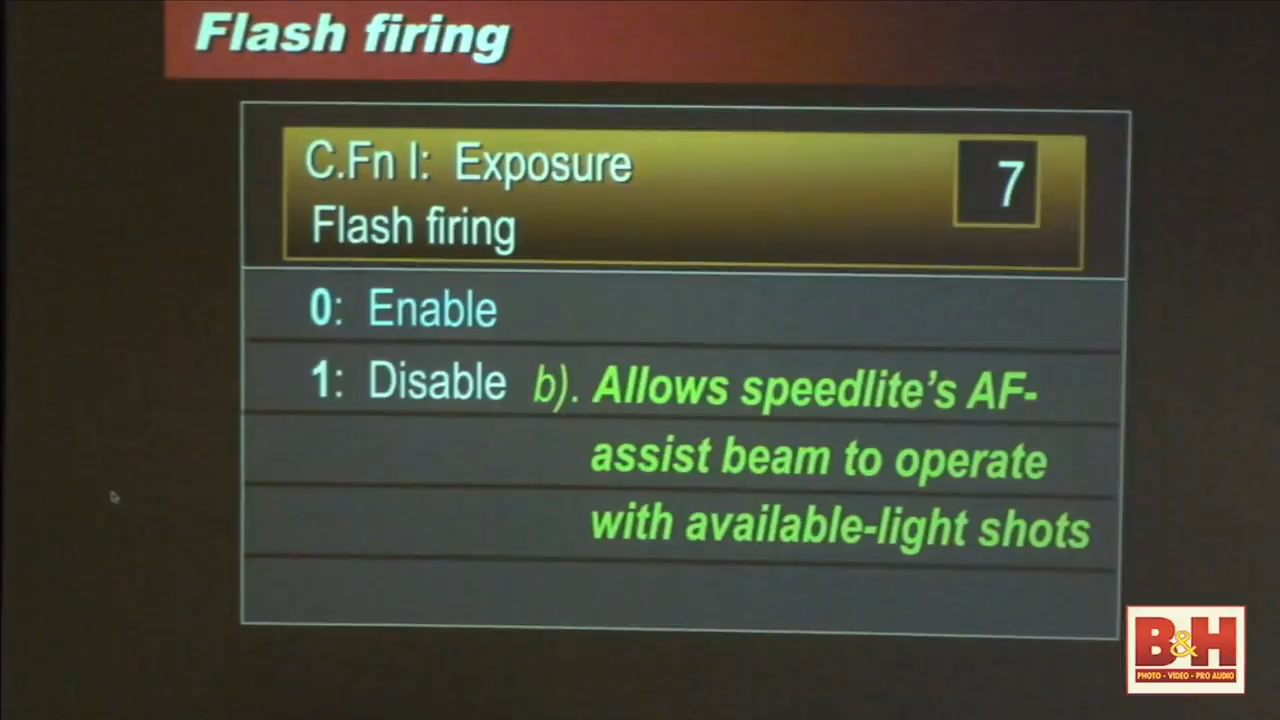 Flash firing
C.Fn I: Exposure
7
Flash firing
0: Enable
1: Disable b). Allows speedlite's AF-
assist beam to operate
with available-light shots
B&H
PHOTO - VIDEO - PRO AUDIO